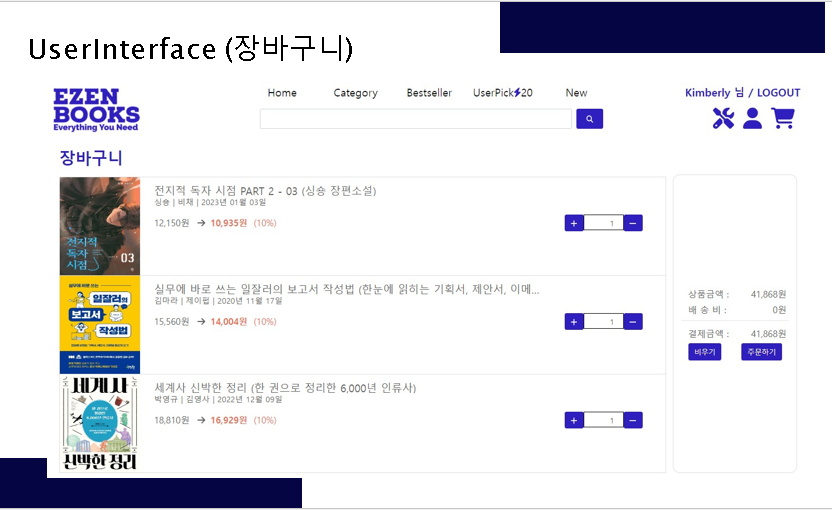 UserInterface (장바구니)
EZEN
BOOKS
Everything You Need
Home Category Bestseller UserPick⚡20 New
Kimberly 님 / LOGOUT
장바구니
전지적
독자
시점
03
전지적 독자 시점 PART 2 - 03 (싱숑 장편소설)
싱숑 | 비채 | 2023년 01월 03일
12,150원 → 10,935원 (10%)
+ 1 −
실무에 바로 쓰는
일잘러의
보고서
작성법
실무에 바로 쓰는 일잘러의 보고서 작성법 (한눈에 읽히는 기획서, 제안서, 이메...
김마라 | 제이펍 | 2020년 11월 17일
15,560원 → 14,004원 (10%)
+ 1 −
세계사
신박한 정리
세계사 신박한 정리 (한 권으로 정리한 6,000년 인류사)
박영규 | 김영사 | 2022년 12월 09일
18,810원 → 16,929원 (10%)
+ 1 −
상품금액 : 41,868원
배 송 비 : 0원
결제금액 : 41,868원
비우기 주문하기